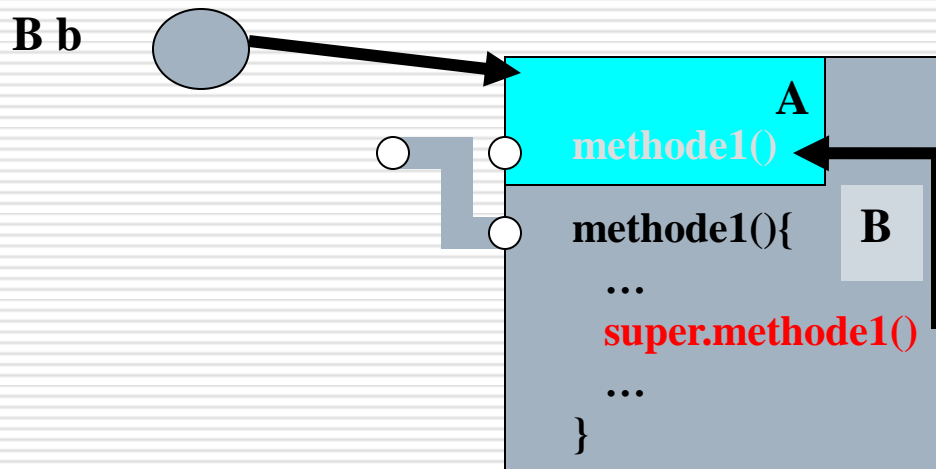 B b
A
methode1()
methode1(){
B
…
super.methode1()
…
}